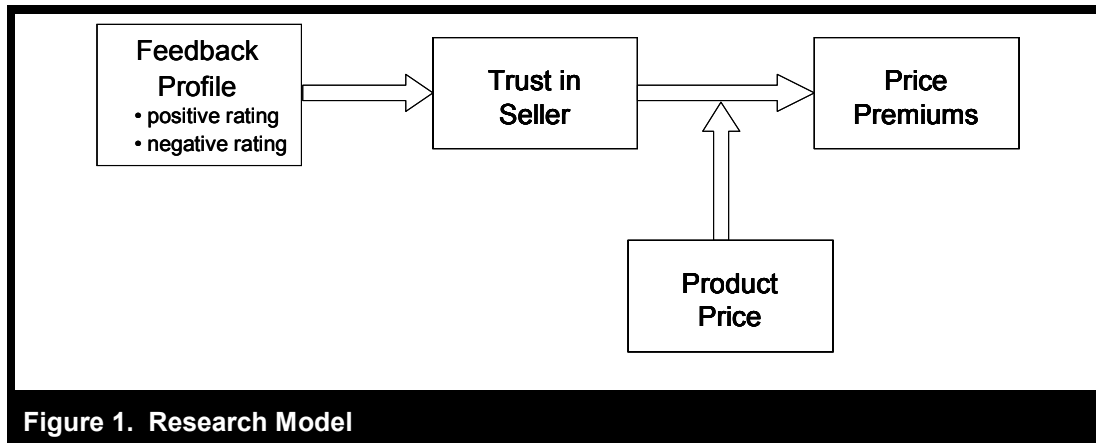 Feedback
Profile
• positive rating
• negative rating
Trust in
Seller
Price
Premiums
Product
Price
Figure 1. Research Model